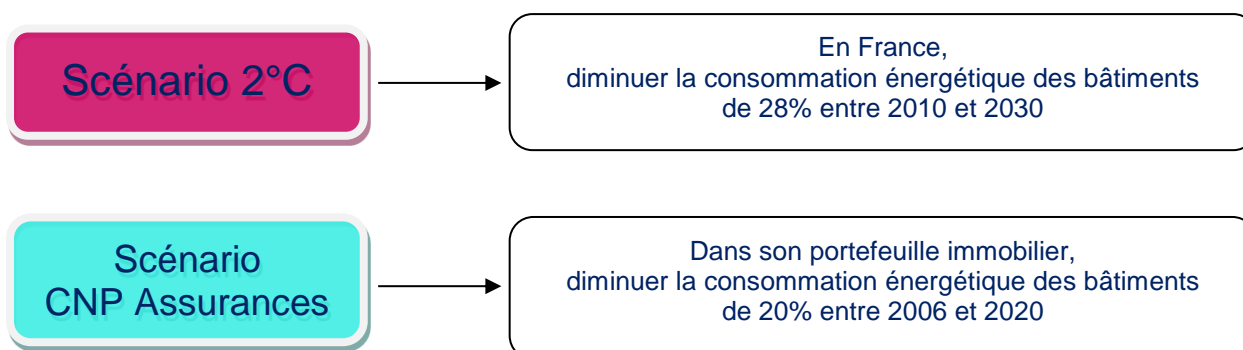 Scénario 2°C
En France,
diminuer la consommation énergétique des bâtiments
de 28% entre 2010 et 2030
Scénario
CNP Assurances
Dans son portefeuille immobilier,
diminuer la consommation énergétique des bâtiments
de 20% entre 2006 et 2020